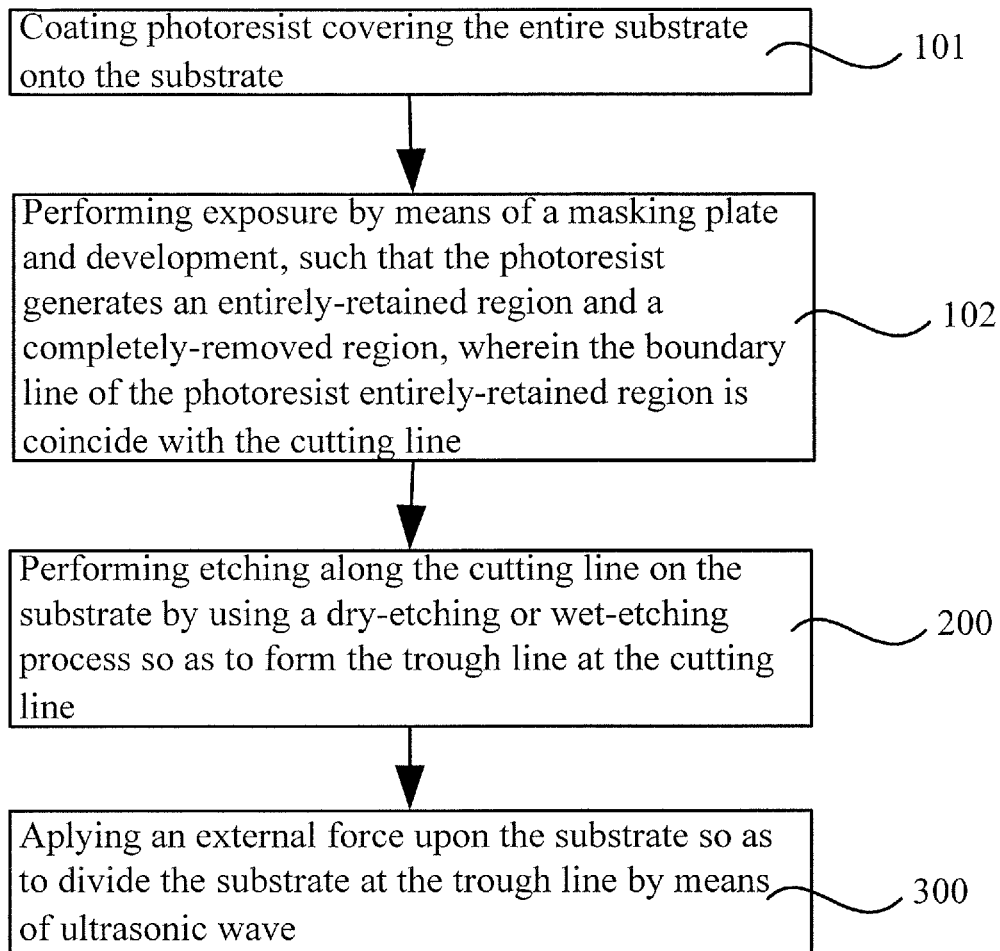 Coating photoresist covering the entire substrate
onto the substrate
101
Performing exposure by means of a masking plate
and development, such that the photoresist
generates an entirely-retained region and a
completely-removed region, wherein the boundary
line of the photoresist entirely-retained region is
coincide with the cutting line
102
Performing etching along the cutting line on the
substrate by using a dry-etching or wet-etching
process so as to form the trough line at the cutting
line
200
Aplying an external force upon the substrate so as
to divide the substrate at the trough line by means
of ultrasonic wave
300